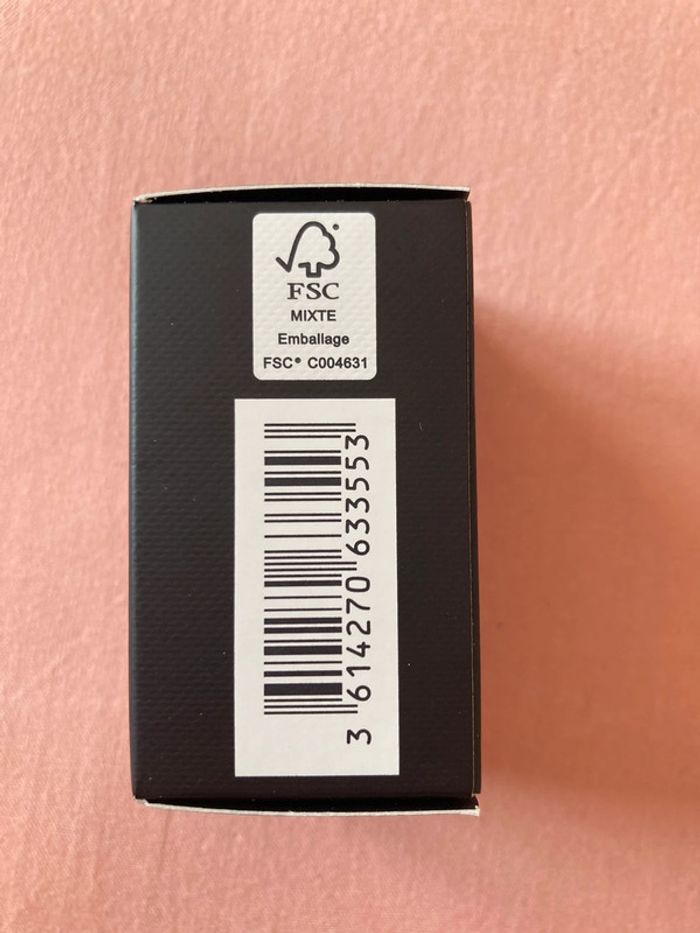 FSC
MIXTE
Emballage
FSC® C004631
3 614270 633553